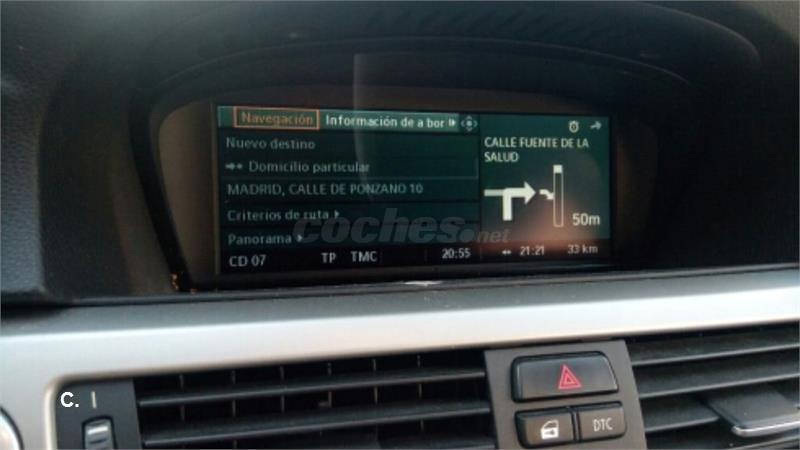 Navegación Información de a bor
Nuevo destino
CALLE FUENTE DE LA
SALUD
Domicilio particular
MADRID, CALLE DE PONZANO 10
Criterios de ruta
50m
Panorama
coches.net
CD 07 TP TMC 20:55 21:21 33 km
C.
DTC